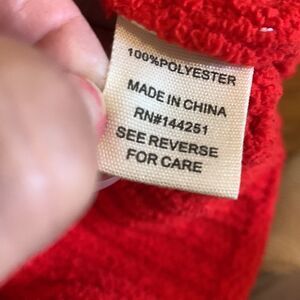 100%POLYESTER
MADE IN CHINA
RN#144251
SEE REVERSE
FOR CARE